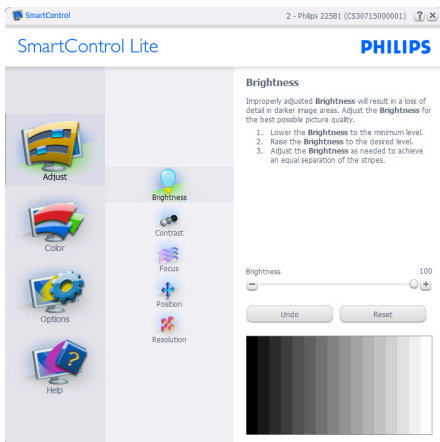 SmartControl
2 - Philips 225B1 (CS30715000001)
SmartControl Lite
PHILIPS
Adjust
Color
Options
Help
Brightness
Contrast
Focus
Position
Resolution
Brightness
Improperly adjusted Brightness will result in a loss of
detail in darker image areas. Adjust the Brightness for
the best possible picture quality.
1. Lower the Brightness to the minimum level.
2. Raise the Brightness to the desired level.
3. Adjust the Brightness as needed to achieve
an equal separation of the stripes.
Brightness 100
Undo Reset